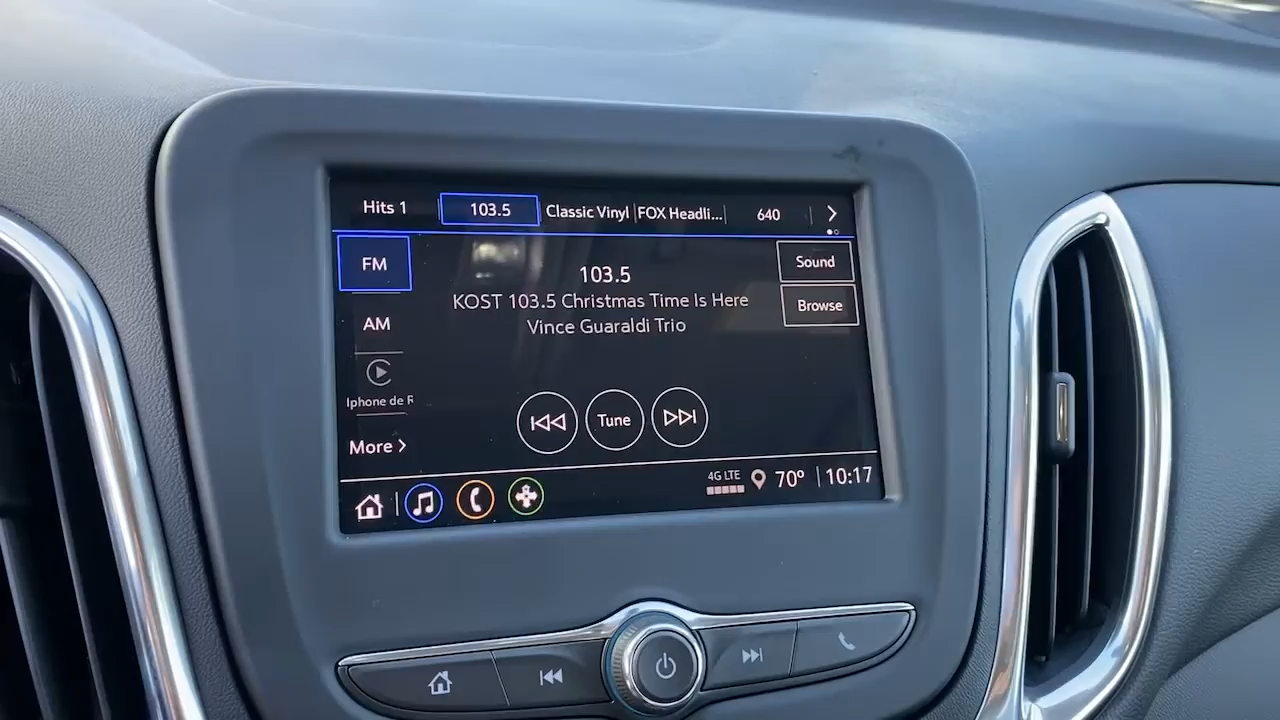 Hits 1
103.5
Classic Vinyl
FOX Headli...
640
FM
103.5
Sound
KOST 103.5 Christmas Time Is Here
Browse
AM
Vince Guaraldi Trio
Iphone de R
Tune
More
4G LTE
70°
10:17